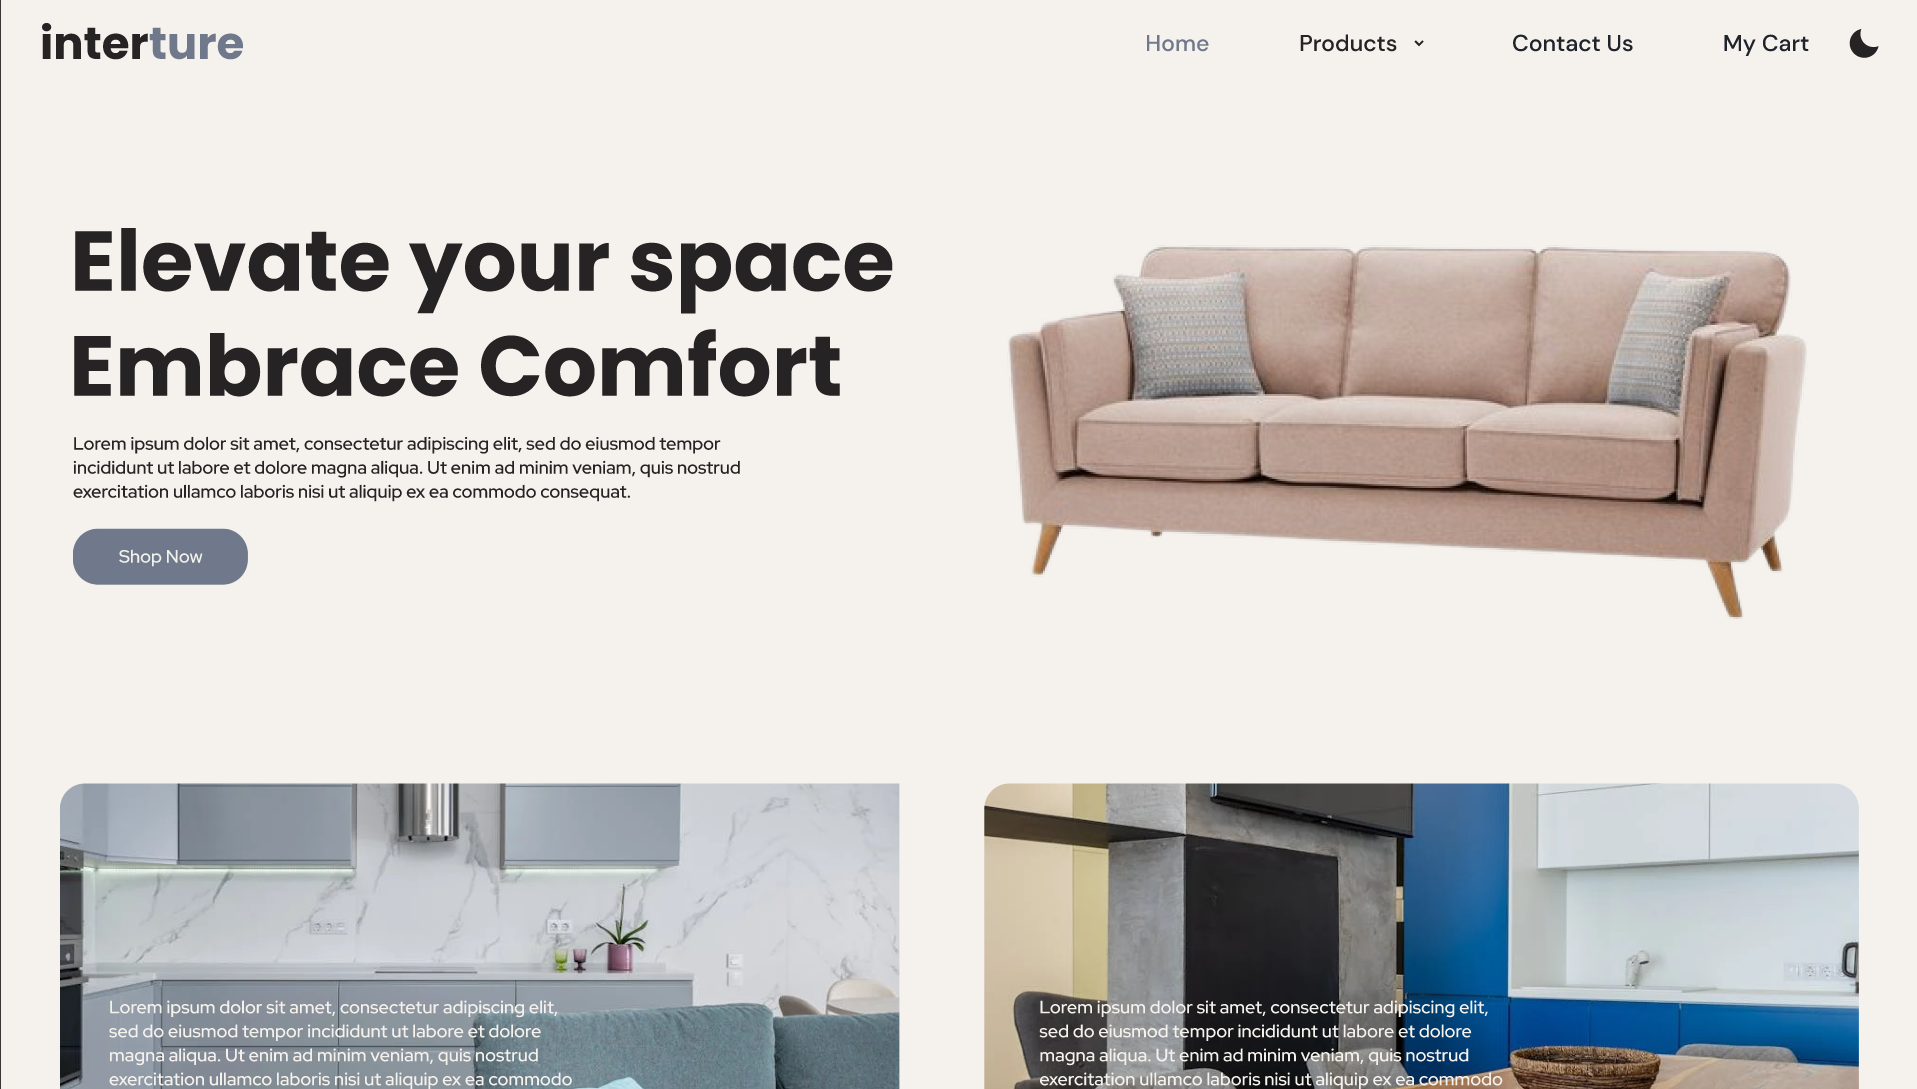 interture
Home
Products
Contact Us
My Cart
Elevate your space
Embrace Comfort
Lorem ipsum dolor sit amet, consectetur adipiscing elit, sed do eiusmod tempor
incididunt ut labore et dolore magna aliqua. Ut enim ad minim veniam, quis nostrud
exercitation ullamco laboris nisi ut aliquip ex ea commodo consequat.
Shop Now
Lorem ipsum dolor sit amet, consectetur adipiscing elit,
sed do eiusmod tempor incididunt ut labore et dolore
magna aliqua. Ut enim ad minim veniam, quis nostrud
exercitation ullamco laboris nisi ut aliquip ex ea commodo
Lorem ipsum dolor sit amet, consectetur adipiscing elit,
sed do eiusmod tempor incididunt ut labore et dolore
magna aliqua. Ut enim ad minim veniam, quis nostrud
exercitation ullamco laboris nisi ut aliquip ex ea commodo